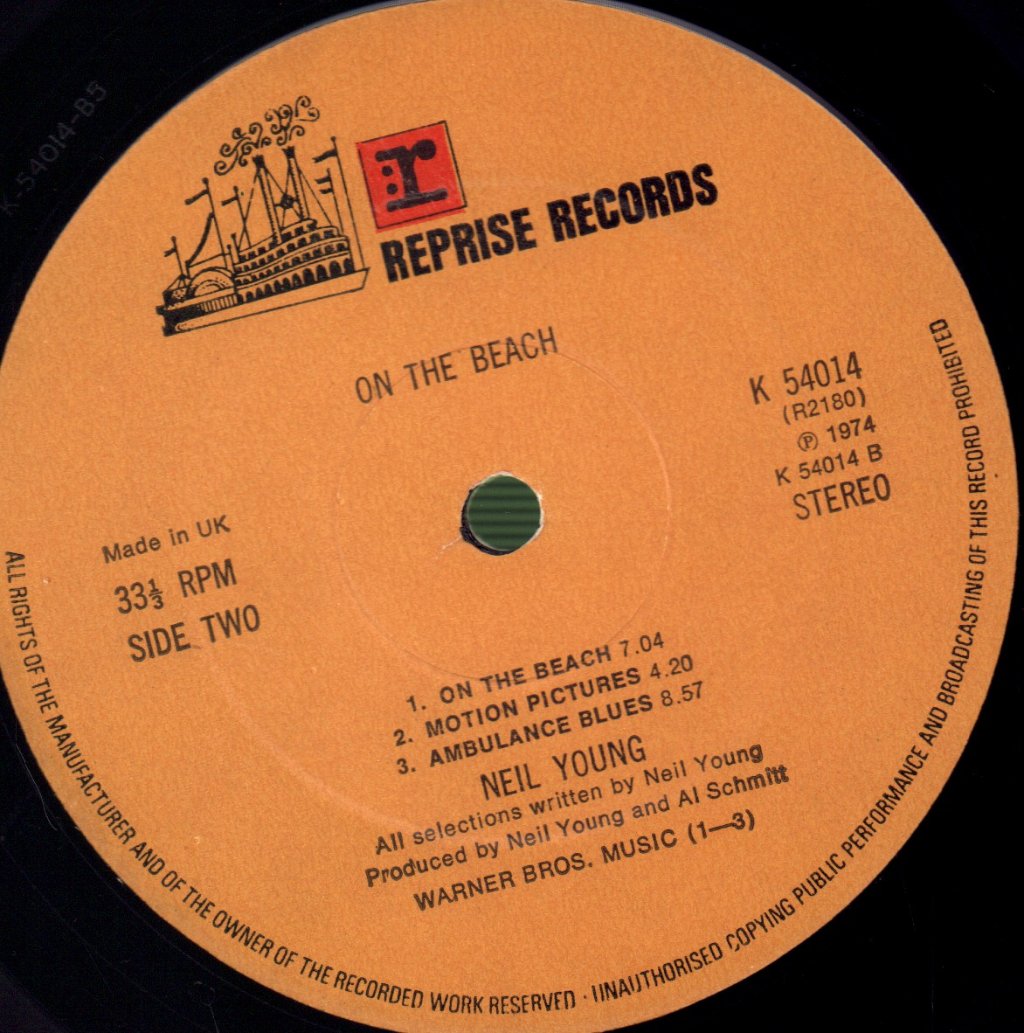 K-54014-B5
r
REPRISE RECORDS
ON THE BEACH
K 54014
(R2180)
℗ 1974
K 54014 B
STEREO
Made in UK
33⅓ RPM
SIDE TWO
1. ON THE BEACH 7.04
2. MOTION PICTURES 4.20
3. AMBULANCE BLUES 8.57
NEIL YOUNG
All selections written by Neil Young
Produced by Neil Young and Al Schmitt
WARNER BROS. MUSIC (1—3)
ALL RIGHTS OF THE MANUFACTURER AND OF THE OWNER OF THE RECORDED WORK RESERVED · UNAUTHORISED COPYING PUBLIC PERFORMANCE AND BROADCASTING OF THIS RECORD PROHIBITED